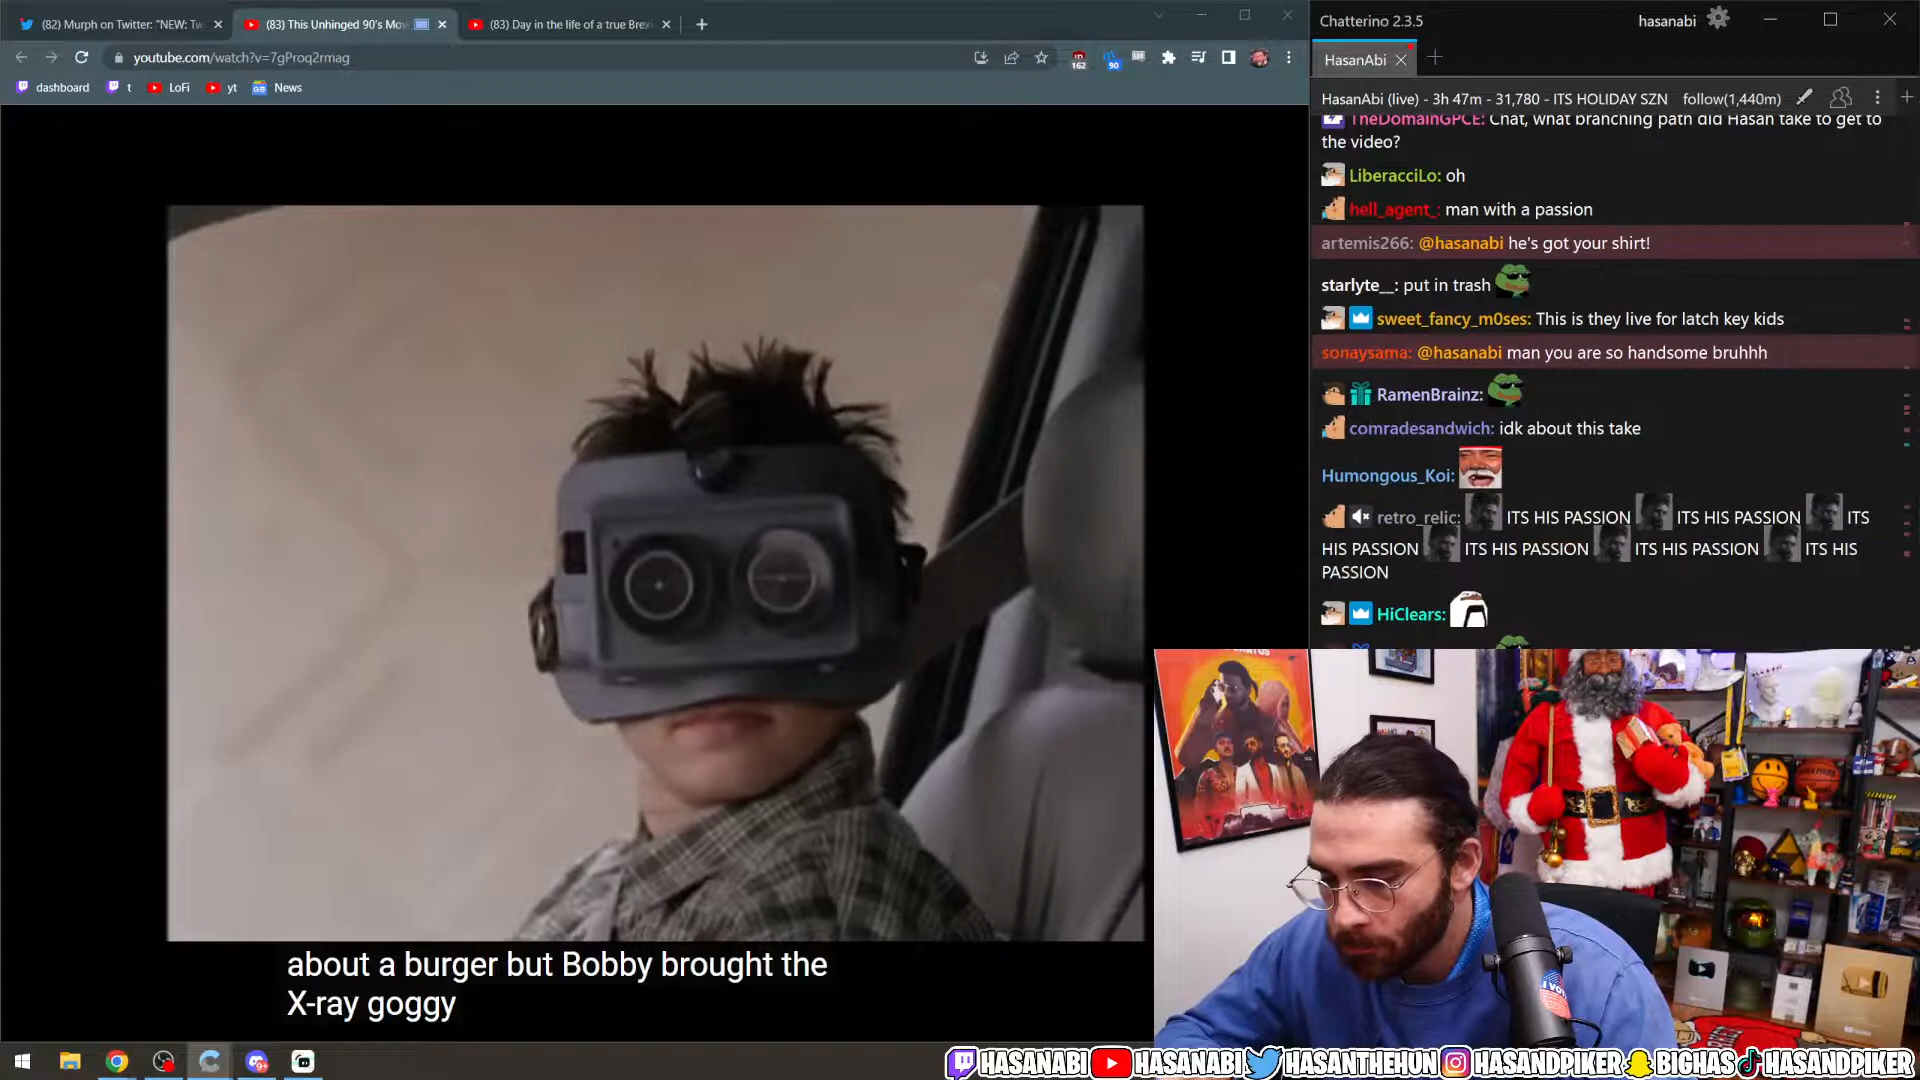 (82) Murph on Twitter: "NEW: Tw
(83) This Unhinged 90's Mov
(83) Day in the life of a true Brexi
youtube.com/watch?v=7gProq2rmag
162
90
dashboard
t
LoFi
yt
News
about a burger but Bobby brought the
X-ray goggy
Chatterino 2.3.5
hasanabi
HasanAbi
HasanAbi (live) - 3h 47m - 31,780 - ITS HOLIDAY SZN follow(1,440m)
TheDomainGPCE: Chat, what branching path did Hasan take to get to
the video?
LiberacciLo: oh
hell_agent_: man with a passion
artemis266: @hasanabi he's got your shirt!
starlyte__: put in trash
sweet_fancy_m0ses: This is they live for latch key kids
sonaysama: @hasanabi man you are so handsome bruhhh
RamenBrainz:
comradesandwich: idk about this take
Humongous_Koi:
retro_relic: ITS HIS PASSION ITS HIS PASSION ITS
HIS PASSION ITS HIS PASSION ITS HIS PASSION ITS HIS
PASSION
HiClears:
HASANABI HASANABI HASANTHEHUN HASANDPIKER BIGHAS HASANDPIKER